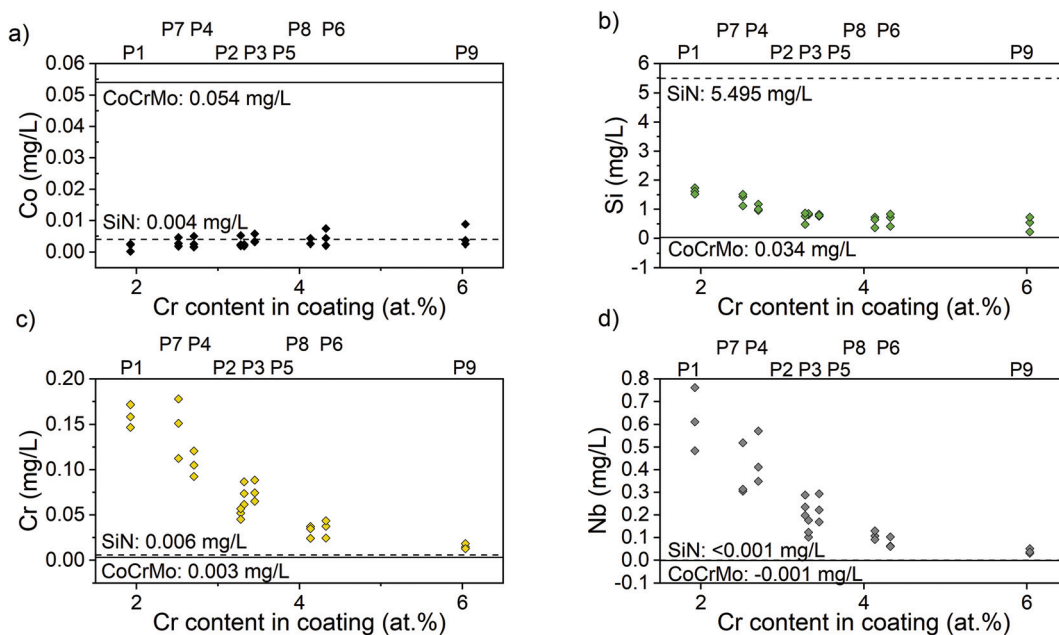 a)
P7 P4 P8 P6
P1 P2 P3 P5 P9
0.06
0.05
0.04
0.03
0.02
0.01
0.00
Co (mg/L)
CoCrMo: 0.054 mg/L
SiN: 0.004 mg/L
2 4 6
Cr content in coating (at.%)
b)
P7 P4 P8 P6
P1 P2 P3 P5 P9
6
5
4
3
2
1
0
-1
Si (mg/L)
SiN: 5.495 mg/L
CoCrMo: 0.034 mg/L
2 4 6
Cr content in coating (at.%)
c)
P7 P4 P8 P6
P1 P2 P3 P5 P9
0.20
0.15
0.10
0.05
0.00
Cr (mg/L)
SiN: 0.006 mg/L
CoCrMo: 0.003 mg/L
2 4 6
Cr content in coating (at.%)
d)
P7 P4 P8 P6
P1 P2 P3 P5 P9
0.8
0.7
0.6
0.5
0.4
0.3
0.2
0.1
0.0
-0.1
Nb (mg/L)
SiN: <0.001 mg/L
CoCrMo: -0.001 mg/L
2 4 6
Cr content in coating (at.%)